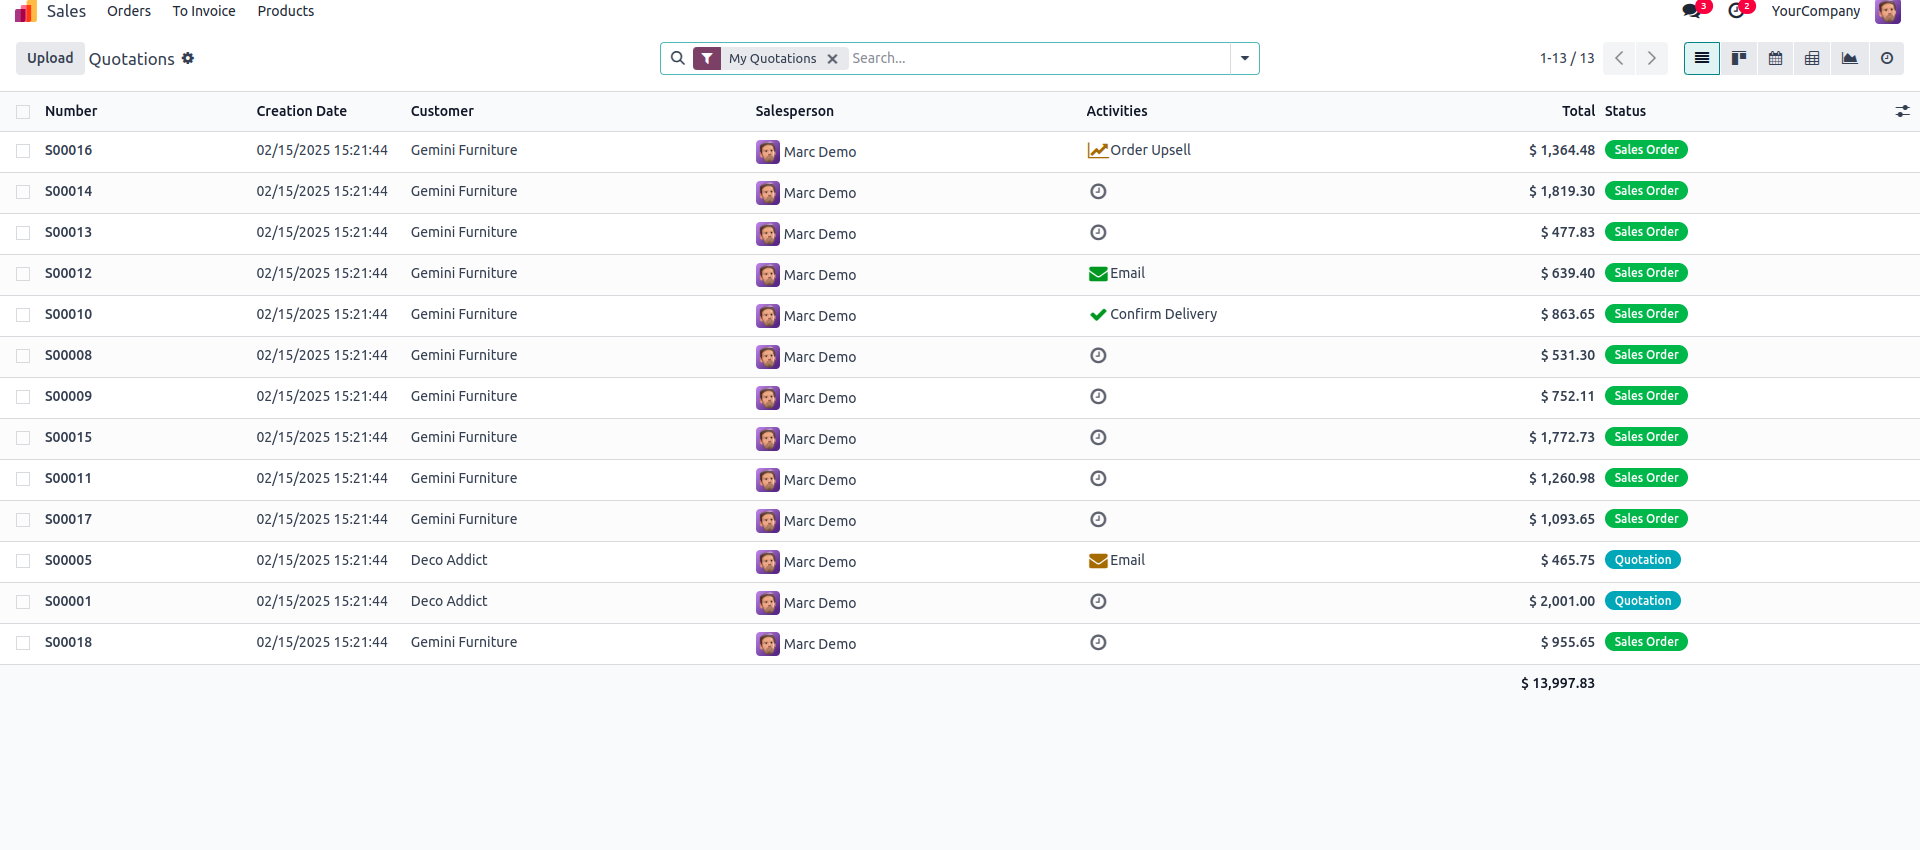 Sales Orders To Invoice Products 3 2 YourCompany
Upload Quotations My Quotations Search... 1-13 / 13
Number Creation Date Customer Salesperson Activities Total Status
S00016 02/15/2025 15:21:44 Gemini Furniture Marc Demo Order Upsell $ 1,364.48 Sales Order
S00014 02/15/2025 15:21:44 Gemini Furniture Marc Demo $ 1,819.30 Sales Order
S00013 02/15/2025 15:21:44 Gemini Furniture Marc Demo $ 477.83 Sales Order
S00012 02/15/2025 15:21:44 Gemini Furniture Marc Demo Email $ 639.40 Sales Order
S00010 02/15/2025 15:21:44 Gemini Furniture Marc Demo Confirm Delivery $ 863.65 Sales Order
S00008 02/15/2025 15:21:44 Gemini Furniture Marc Demo $ 531.30 Sales Order
S00009 02/15/2025 15:21:44 Gemini Furniture Marc Demo $ 752.11 Sales Order
S00015 02/15/2025 15:21:44 Gemini Furniture Marc Demo $ 1,772.73 Sales Order
S00011 02/15/2025 15:21:44 Gemini Furniture Marc Demo $ 1,260.98 Sales Order
S00017 02/15/2025 15:21:44 Gemini Furniture Marc Demo $ 1,093.65 Sales Order
S00005 02/15/2025 15:21:44 Deco Addict Marc Demo Email $ 465.75 Quotation
S00001 02/15/2025 15:21:44 Deco Addict Marc Demo $ 2,001.00 Quotation
S00018 02/15/2025 15:21:44 Gemini Furniture Marc Demo $ 955.65 Sales Order
$ 13,997.83